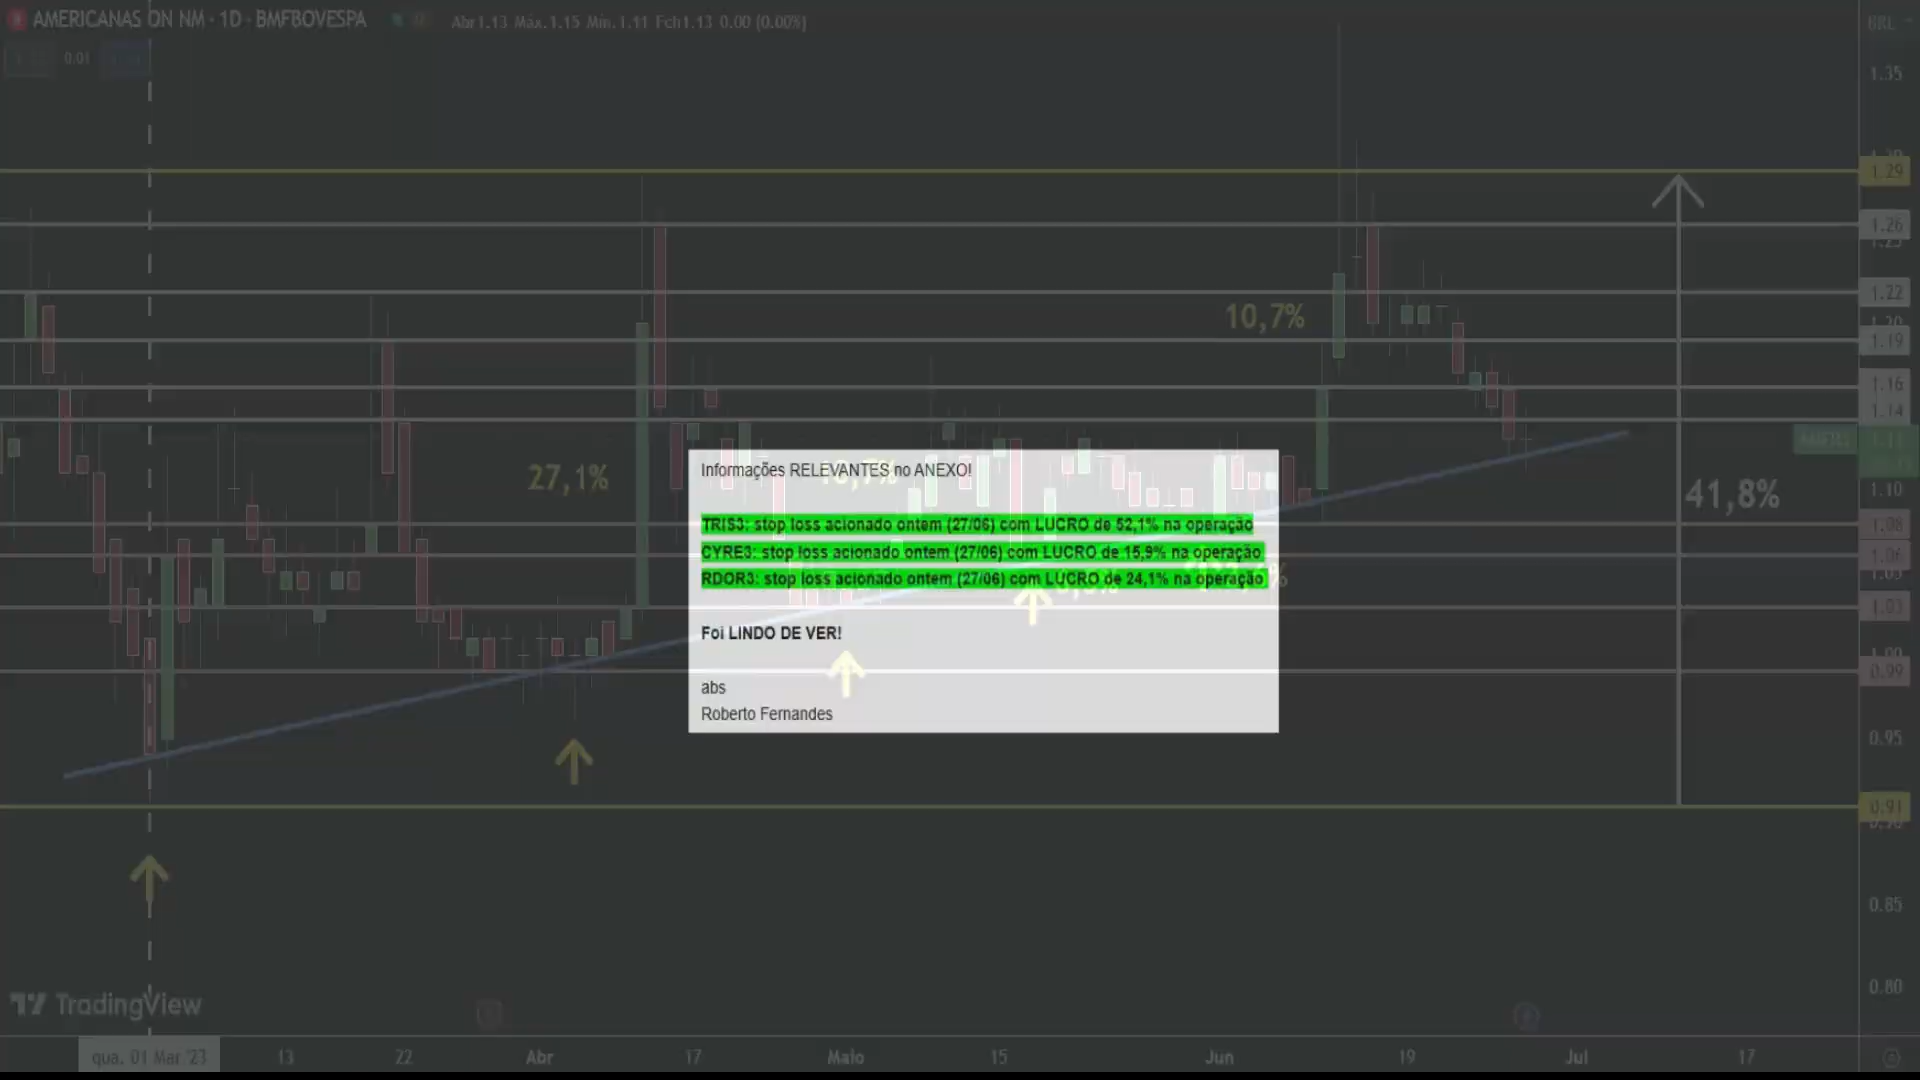 AMERICANAS ON NM · 1D · BMFBOVESPA
Abr1.13 Máx.1.15 Mín.1.11 Fch1.13 0.00 (0.00%)
BRL
0.01
1.35
1.29
1.26
1.22
1.20
1.19
1.16
1.14
1.10
1.08
1.06
1.03
0.99
0.95
0.91
0.85
0.80
10,7%
27,1%
41,8%
Informações RELEVANTES no ANEXO!
TRIS3: stop loss acionado ontem (27/06) com LUCRO de 52,1% na operação
CYRE3: stop loss acionado ontem (27/06) com LUCRO de 15,9% na operação
RDOR3: stop loss acionado ontem (27/06) com LUCRO de 24,1% na operação
Foi LINDO DE VER!
abs
Roberto Fernandes
TradingView
qua. 01 Mar '23 13 22 Abr 17 Maio 15 Jun 19 Jul 17